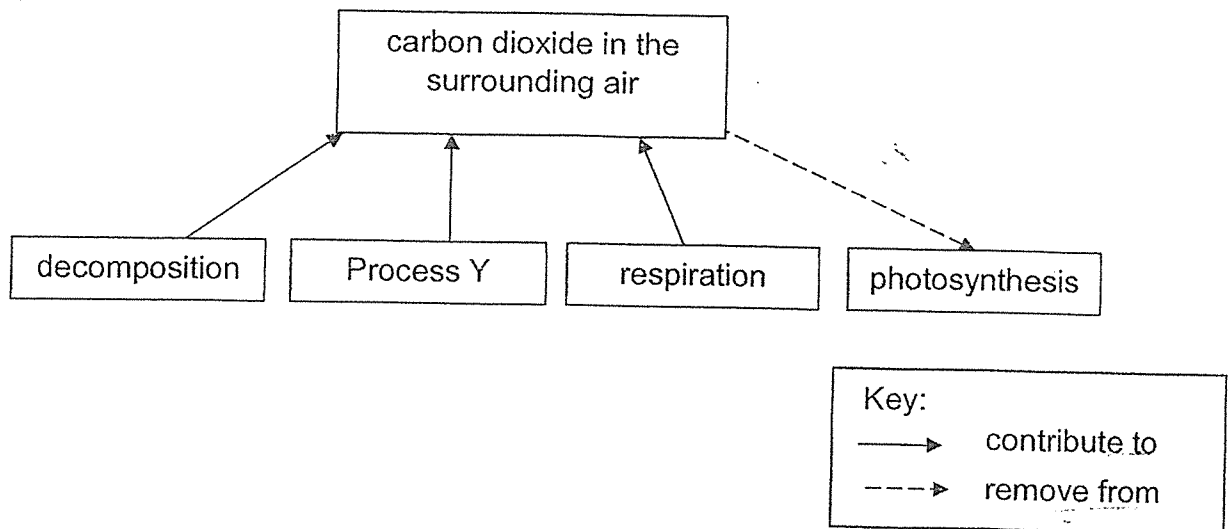 carbon dioxide in the
surrounding air
decomposition
Process Y
respiration
photosynthesis
Key:
contribute to
remove from